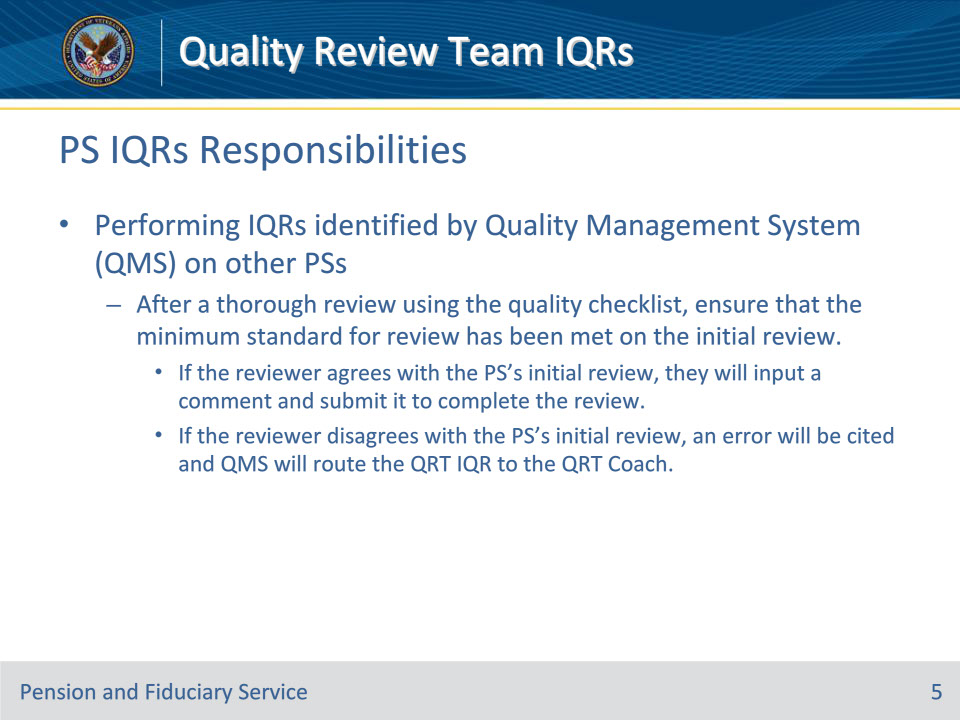 Quality Review Team IQRs
PS IQRs Responsibilities
• Performing IQRs identified by Quality Management System
(QMS) on other PSs
– After a thorough review using the quality checklist, ensure that the
minimum standard for review has been met on the initial review.
• If the reviewer agrees with the PS’s initial review, they will input a
comment and submit it to complete the review.
• If the reviewer disagrees with the PS’s initial review, an error will be cited
and QMS will route the QRT IQR to the QRT Coach.
Pension and Fiduciary Service
5